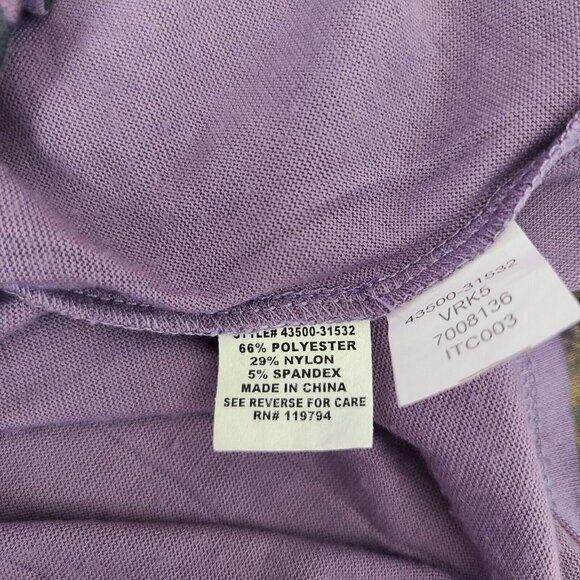 STYLE# 43500-31532
66% POLYESTER
29% NYLON
5% SPANDEX
MADE IN CHINA
SEE REVERSE FOR CARE
RN# 119794
43500-31532
VRK5
7008136
ITC003